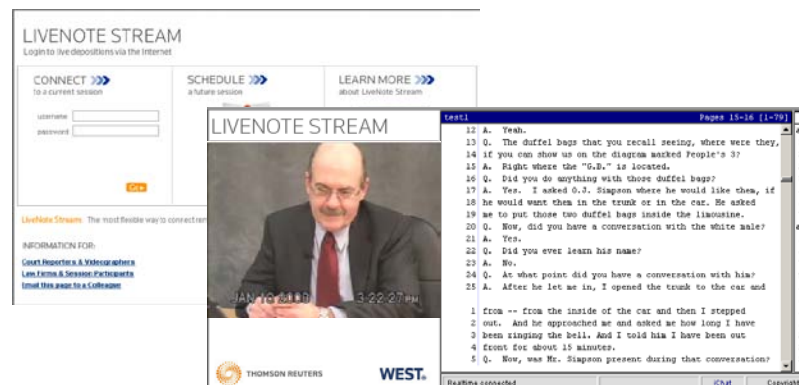 LIVENOTE STREAM
Login to live depositions via the Internet
CONNECT
to a current session
SCHEDULE
a future session
LEARN MORE
about LiveNote Stream
username
password
Go
LiveNote Stream The most flexible way to connect
INFORMATION FOR:
Court Reporters & Videographers
Law Firms & Session Participants
Email this page to a Colleague
LIVENOTE STREAM
JAN 2008 3:22:27 PM
THOMSON REUTERS
WEST.
test1 Pages 15-16 [1-79]
12 A. Yeah.
13 Q. The duffel bags that you recall seeing, where were they,
14 if you can show us on the diagram marked People's 3?
15 A. Right where the "G.B." is located.
16 Q. Did you do anything with those duffel bags?
17 A. Yes. I asked O.J. Simpson where he would like them, if
18 he would want them in the trunk or in the car. He asked
19 me to put those two duffel bags inside the limousine.
20 Q. Now, did you have a conversation with the white male?
21 A. Yes.
22 Q. Did you ever learn his name?
23 A. No.
24 Q. At what point did you have a conversation with him?
25 A. After he let me in, I opened the trunk to the car and
1 from -- from the inside of the car and then I stepped
2 out. And he approached me and asked me how long I have
3 been ringing the bell. And I told him I have been out
4 front for about 15 minutes.
5 Q. Now, was Mr. Simpson present during that conversation?
Realtime connected iChat Copyright